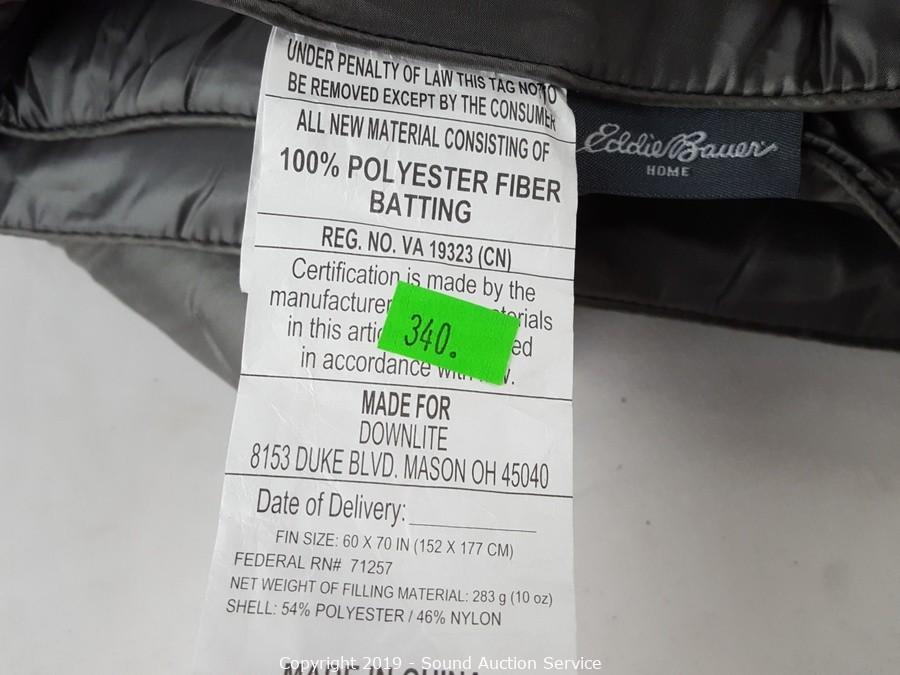 UNDER PENALTY OF LAW THIS TAG NOT TO
BE REMOVED EXCEPT BY THE CONSUMER
ALL NEW MATERIAL CONSISTING OF
100% POLYESTER FIBER
BATTING
REG. NO. VA 19323 (CN)
Certification is made by the
manufacturer
in this
in accordance
340.
MADE FOR
DOWNLITE
8153 DUKE BLVD. MASON OH 45040
Date of Delivery:
FIN SIZE: 60 X 70 IN (152 X 177 CM)
FEDERAL RN# 71257
NET WEIGHT OF FILLING MATERIAL: 283 g (10 oz)
SHELL: 54% POLYESTER / 46% NYLON
MADE IN CHINA
Eddie Bauer
HOME
Copyright 2019 - Sound Auction Service